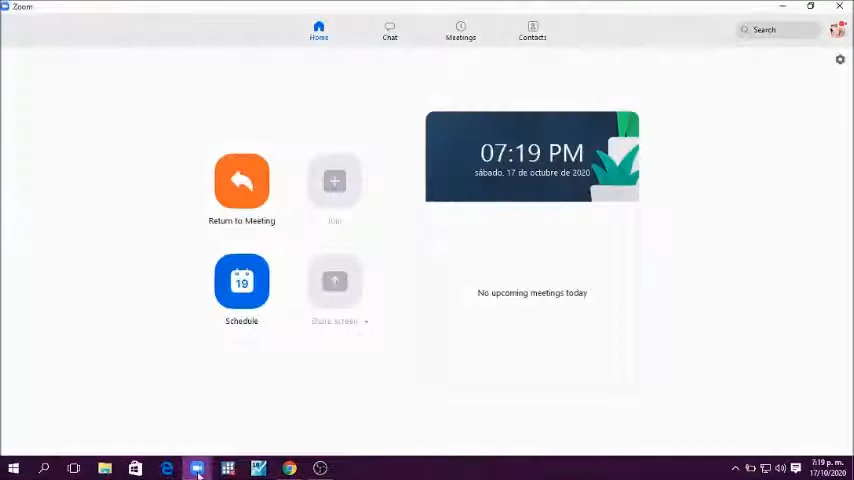 Zoom
Home
Chat
Meetings
Contacts
Search
07:19 PM
sábado, 17 de octubre de 2020
Return to Meeting
Join
19
Schedule
Share screen
No upcoming meetings today
7:19 p. m.
17/10/2020